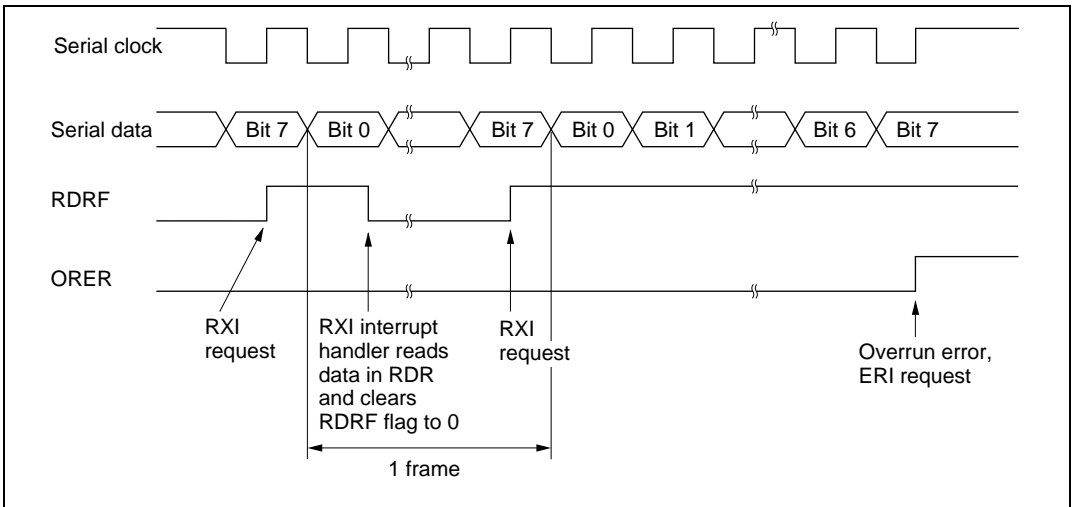 Serial clock
Serial data
Bit 7
Bit 0
Bit 7
Bit 0
Bit 1
Bit 6
Bit 7
RDRF
ORER
RXI
request
RXI interrupt
handler reads
data in RDR
and clears
RDRF flag to 0
RXI
request
Overrun error,
ERI request
1 frame